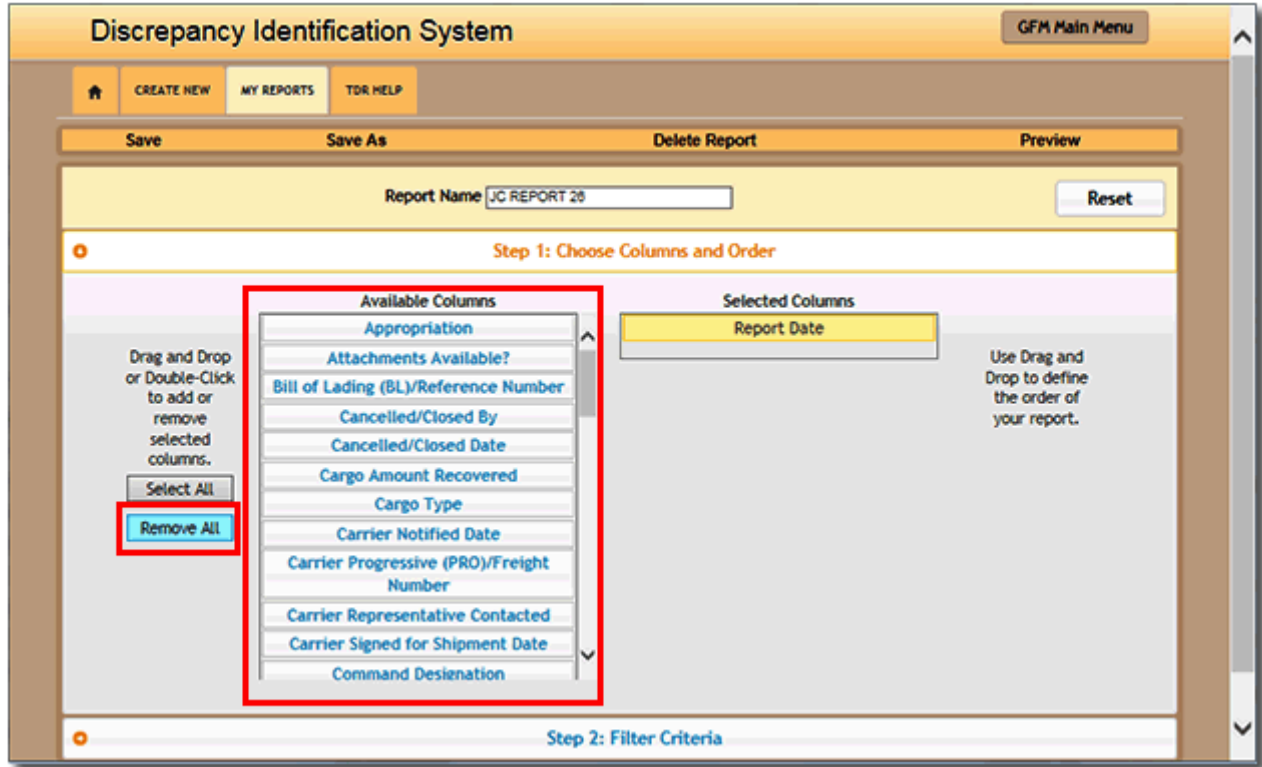 Discrepancy Identification System
GFM Main Menu
CREATE NEW
MY REPORTS
TDR HELP
Save
Save As
Delete Report
Preview
Report Name JC REPORT 26
Reset
Step 1: Choose Columns and Order
Drag and Drop
or Double-Click
to add or
remove
selected
columns.
Select All
Remove All
Available Columns
Appropriation
Attachments Available?
Bill of Lading (BL)/Reference Number
Cancelled/Closed By
Cancelled/Closed Date
Cargo Amount Recovered
Cargo Type
Carrier Notified Date
Carrier Progressive (PRO)/Freight
Number
Carrier Representative Contacted
Carrier Signed for Shipment Date
Command Designation
Selected Columns
Report Date
Use Drag and
Drop to define
the order of
your report.
Step 2: Filter Criteria